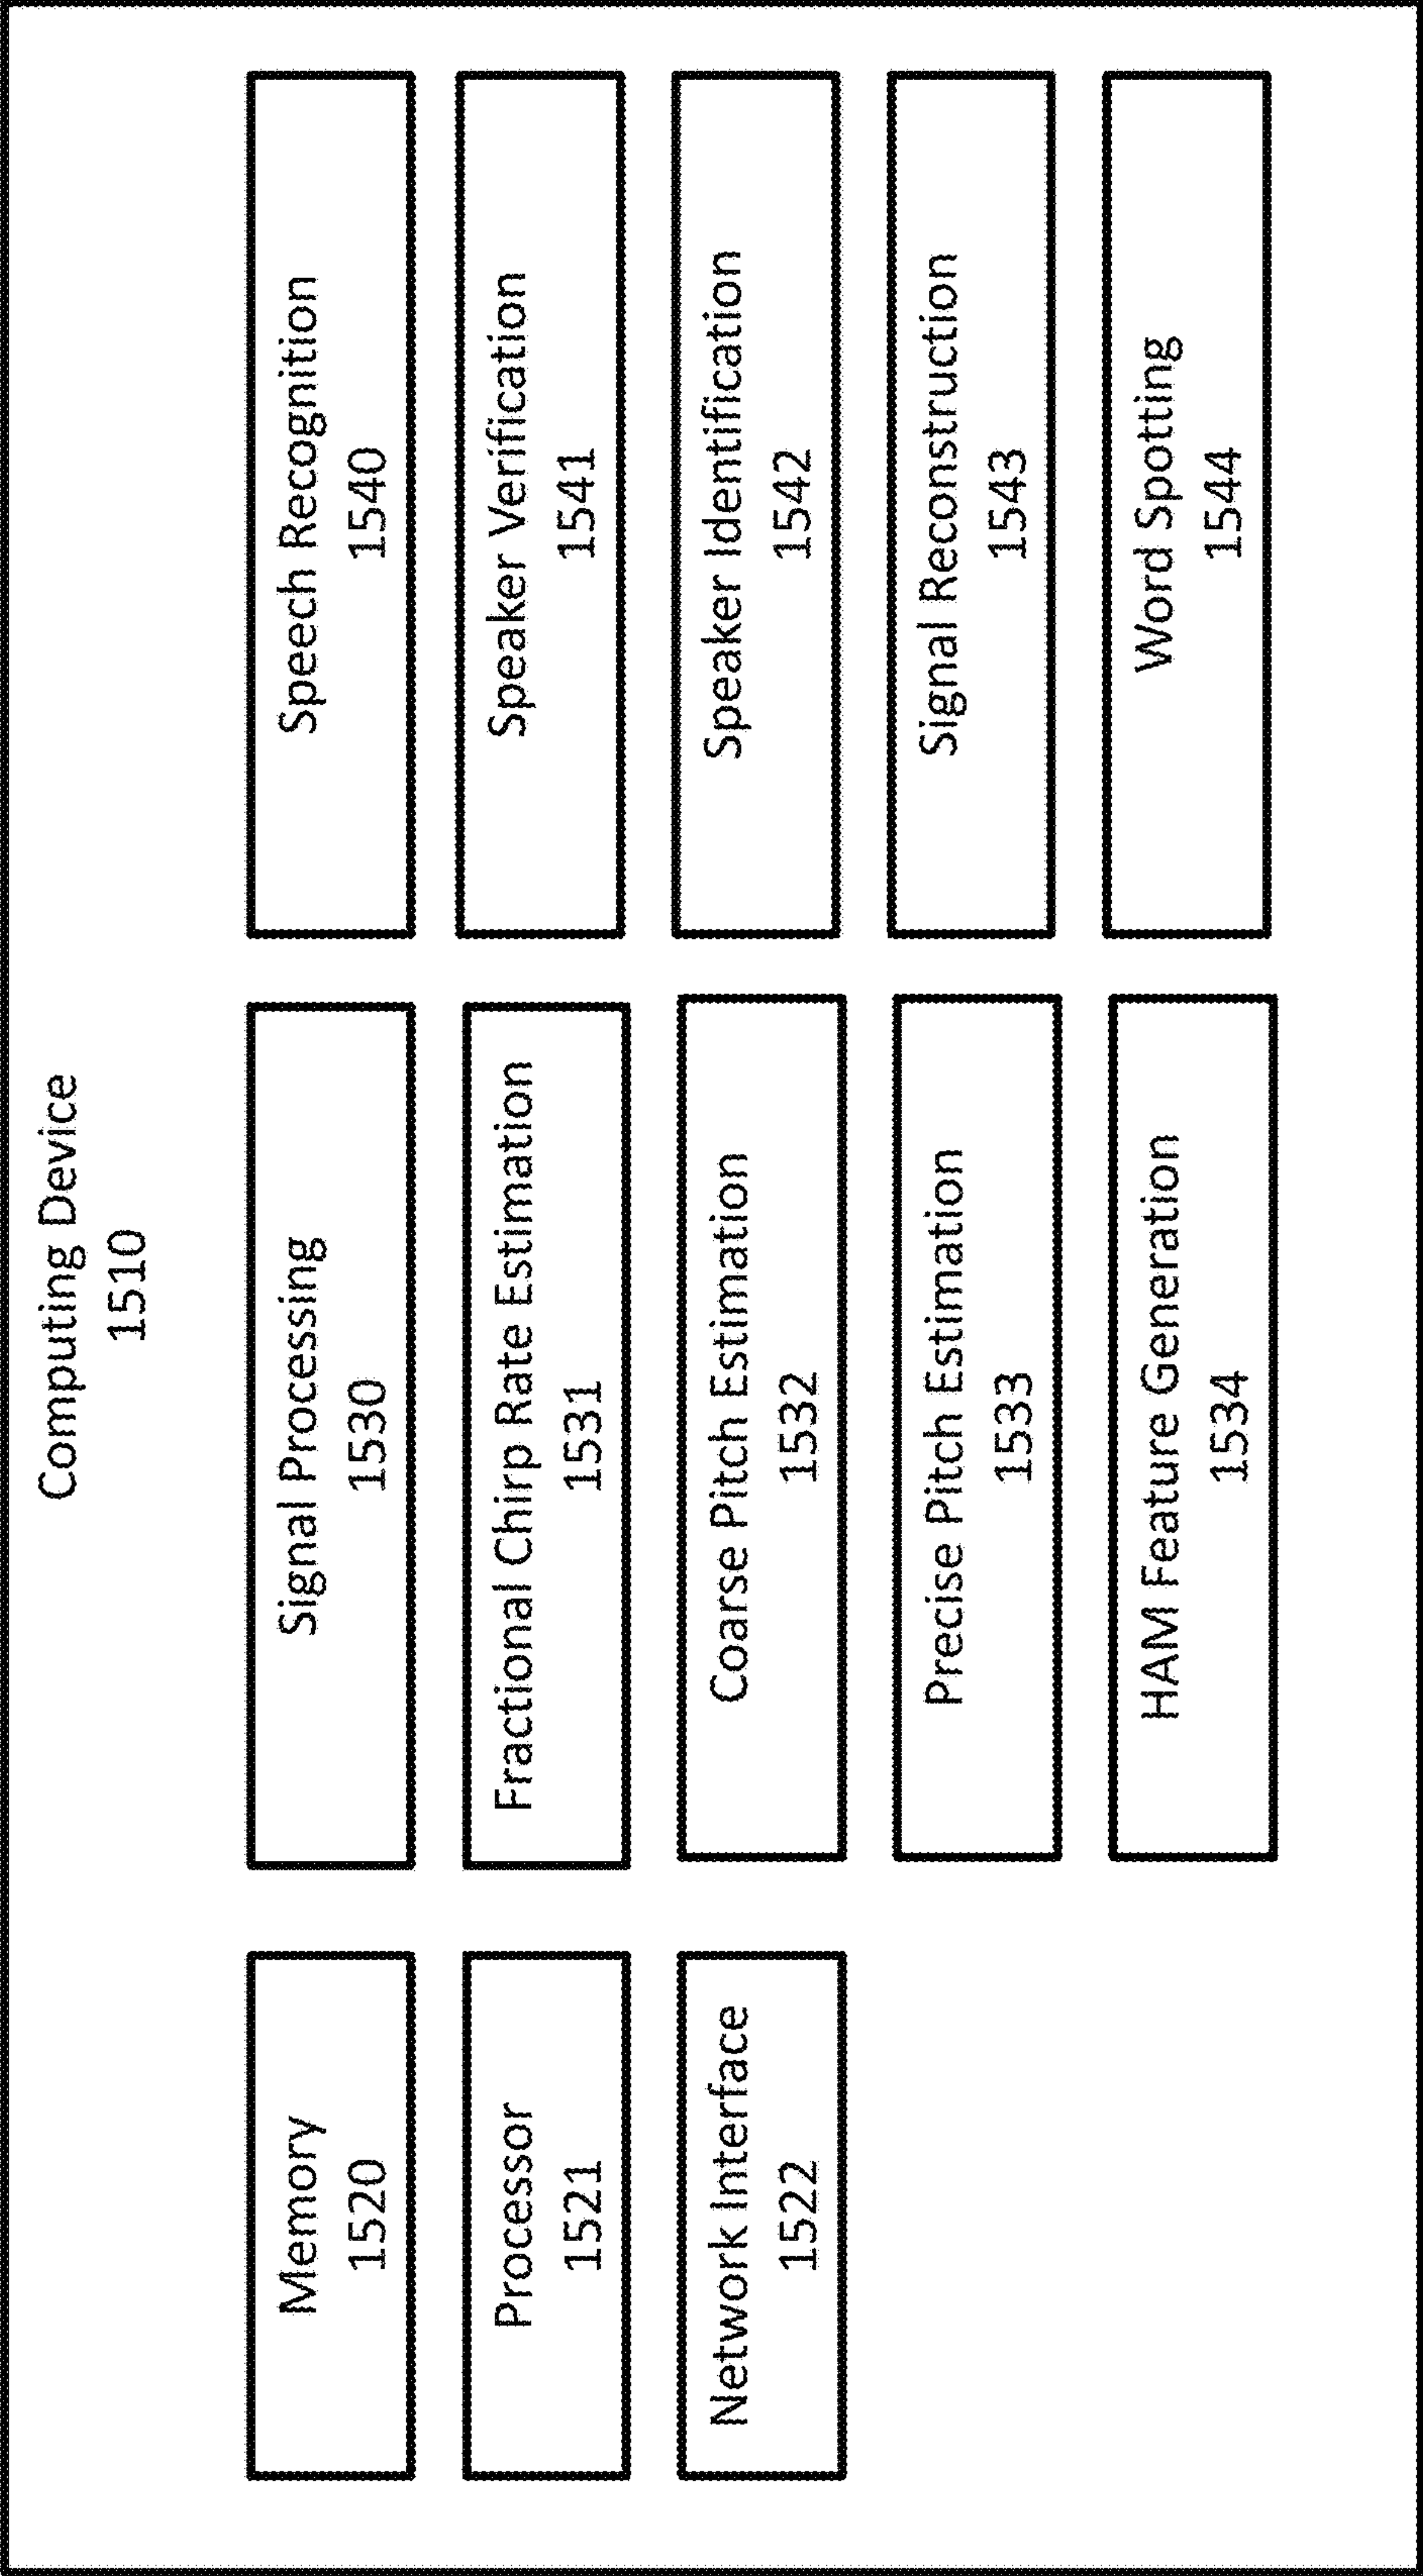 Computing Device
1510
Memory
1520
Processor
1521
Network Interface
1522
Signal Processing
1530
Fractional Chirp Rate Estimation
1531
Coarse Pitch Estimation
1532
Precise Pitch Estimation
1533
HAM Feature Generation
1534
Speech Recognition
1540
Speaker Verification
1541
Speaker Identification
1542
Signal Reconstruction
1543
Word Spotting
1544